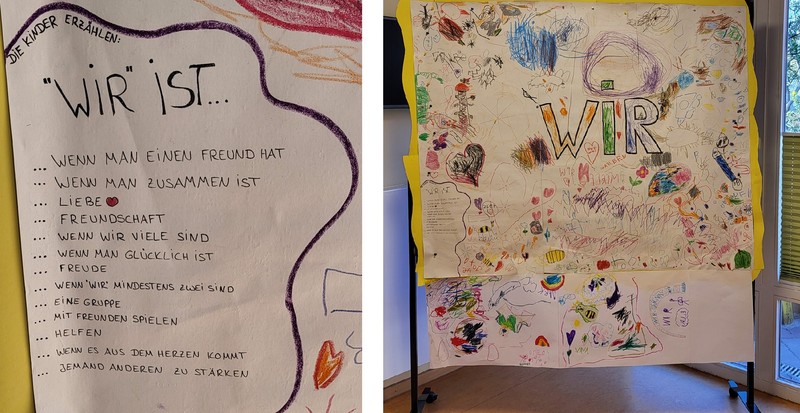 DIE KINDER ERZÄHLEN:
"WIR" IST...
... WENN MAN EINEN FREUND HAT
... WENN MAN ZUSAMMEN IST
... LIEBE
... FREUNDSCHAFT
... WENN WIR VIELE SIND
... WENN MAN GLÜCKLICH IST
... FREUDE
... WENN "WIR" MINDESTENS ZWEI SIND
... EINE GRUPPE
... MIT FREUNDEN SPIELEN
... HELFEN
... WENN ES AUS DEM HERZEN KOMMT
... JEMAND ANDEREN ZU STÄRKEN
WIR